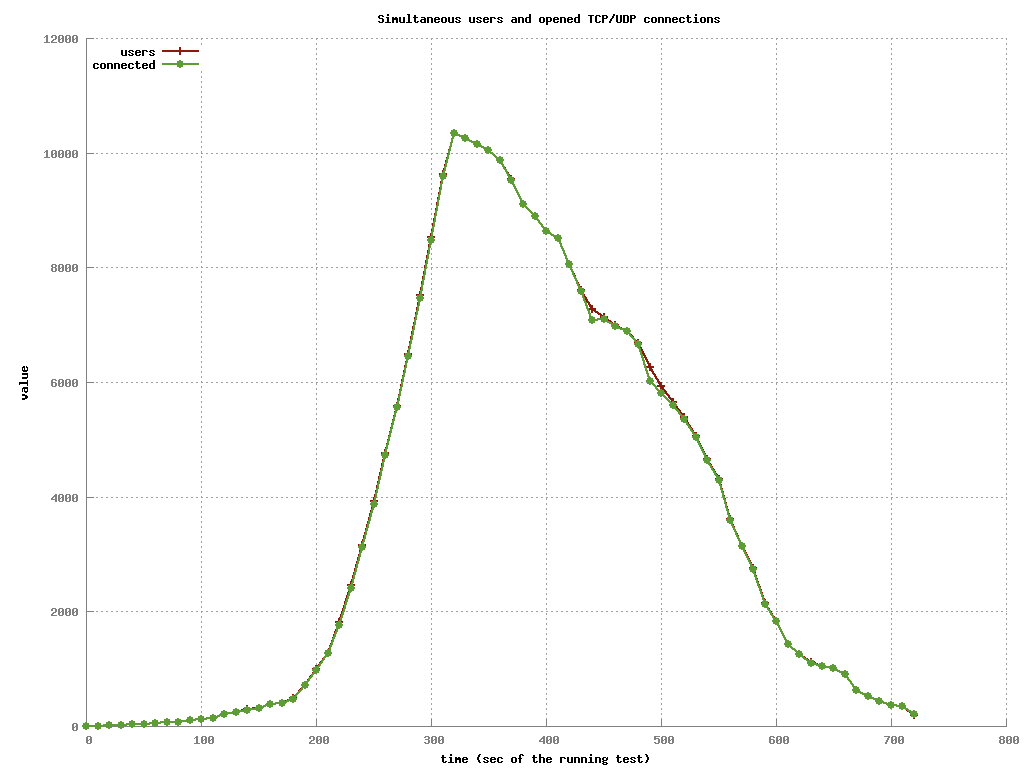 Simultaneous users and opened TCP/UDP connections
12000
users
connected
10000
8000
value
6000
4000
2000
0
0 100 200 300 400 500 600 700 800
time (sec of the running test)